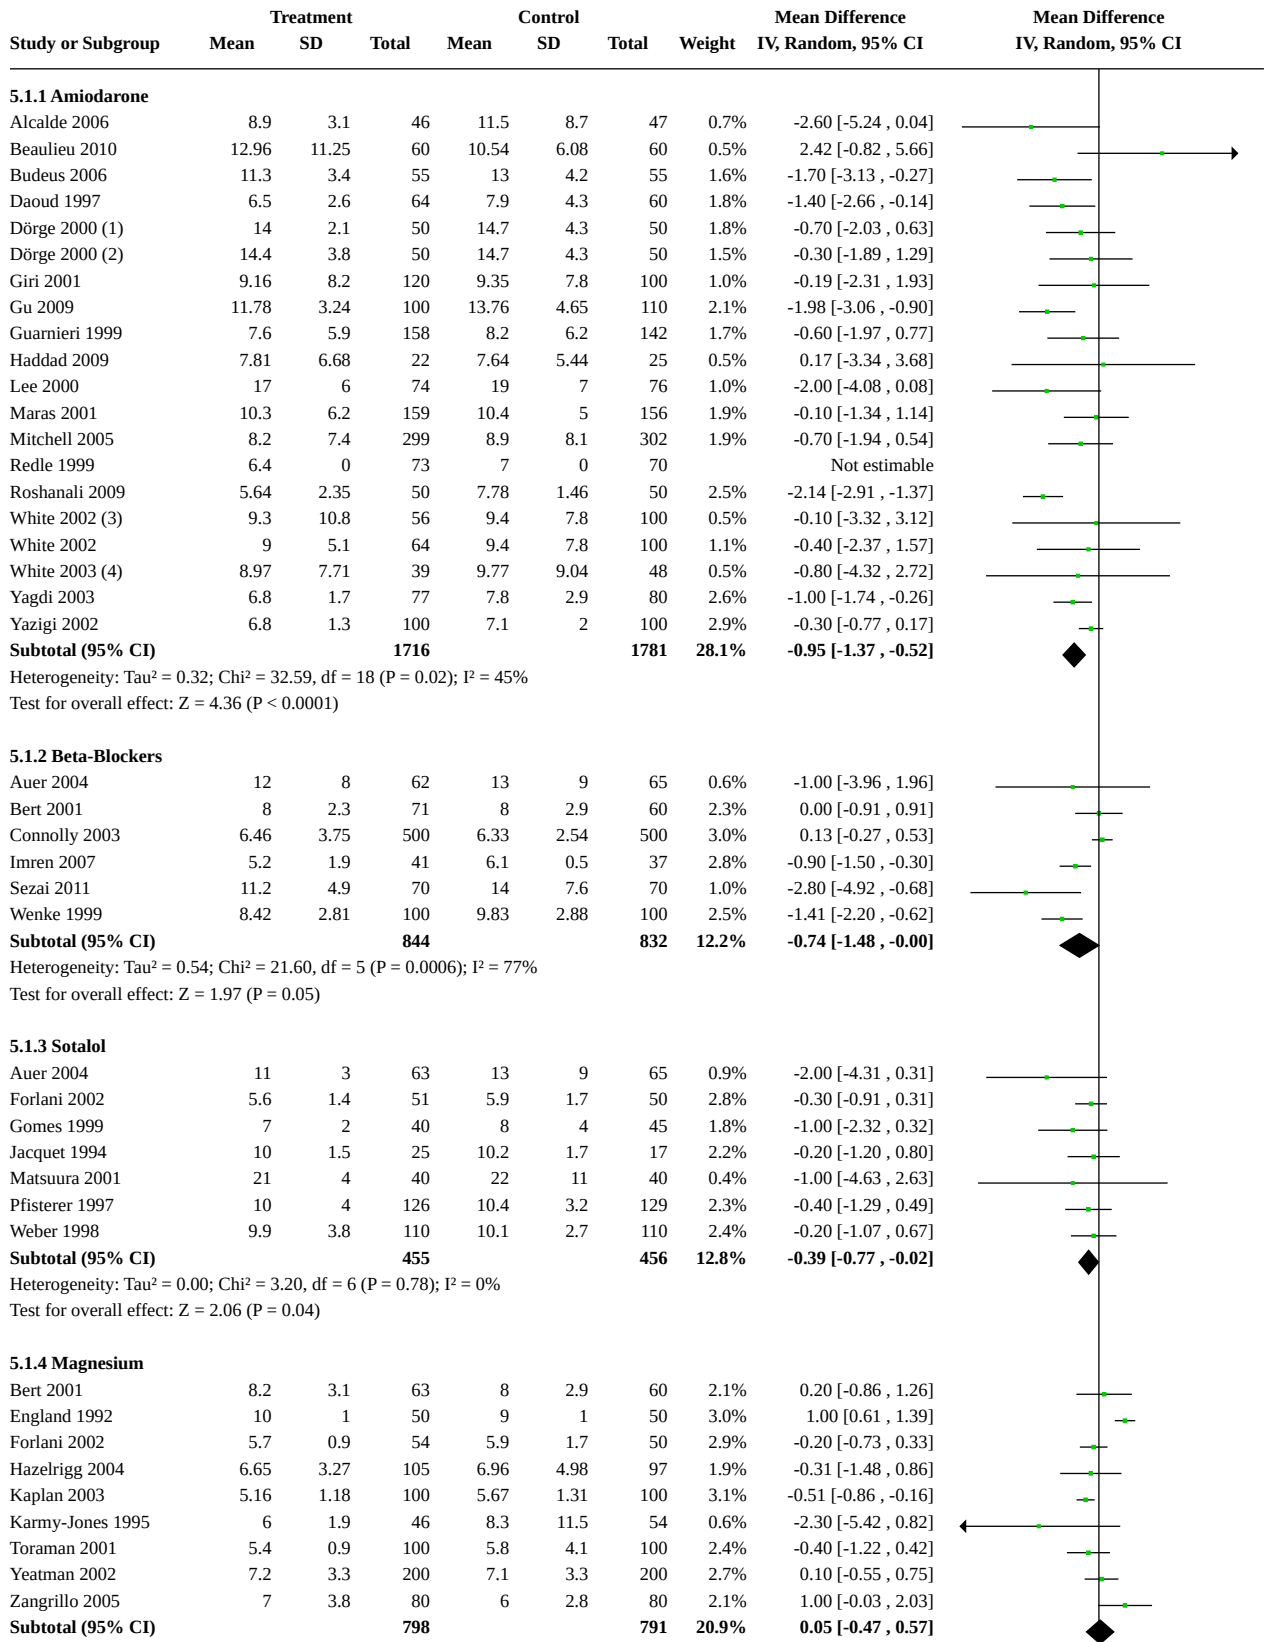 Treatment Control Mean Difference Mean Difference
Study or Subgroup Mean SD Total Mean SD Total Weight IV, Random, 95% CI IV, Random, 95% CI
5.1.1 Amiodarone
Alcalde 2006 8.9 3.1 46 11.5 8.7 47 0.7% -2.60 [-5.24 , 0.04]
Beaulieu 2010 12.96 11.25 60 10.54 6.08 60 0.5% 2.42 [-0.82 , 5.66]
Budeus 2006 11.3 3.4 55 13 4.2 55 1.6% -1.70 [-3.13 , -0.27]
Daoud 1997 6.5 2.6 64 7.9 4.3 60 1.8% -1.40 [-2.66 , -0.14]
Dörge 2000 (1) 14 2.1 50 14.7 4.3 50 1.8% -0.70 [-2.03 , 0.63]
Dörge 2000 (2) 14.4 3.8 50 14.7 4.3 50 1.5% -0.30 [-1.89 , 1.29]
Giri 2001 9.16 8.2 120 9.35 7.8 100 1.0% -0.19 [-2.31 , 1.93]
Gu 2009 11.78 3.24 100 13.76 4.65 110 2.1% -1.98 [-3.06 , -0.90]
Guarnieri 1999 7.6 5.9 158 8.2 6.2 142 1.7% -0.60 [-1.97 , 0.77]
Haddad 2009 7.81 6.68 22 7.64 5.44 25 0.5% 0.17 [-3.34 , 3.68]
Lee 2000 17 6 74 19 7 76 1.0% -2.00 [-4.08 , 0.08]
Maras 2001 10.3 6.2 159 10.4 5 156 1.9% -0.10 [-1.34 , 1.14]
Mitchell 2005 8.2 7.4 299 8.9 8.1 302 1.9% -0.70 [-1.94 , 0.54]
Redle 1999 6.4 0 73 7 0 70 Not estimable
Roshanali 2009 5.64 2.35 50 7.78 1.46 50 2.5% -2.14 [-2.91 , -1.37]
White 2002 (3) 9.3 10.8 56 9.4 7.8 100 0.5% -0.10 [-3.32 , 3.12]
White 2002 9 5.1 64 9.4 7.8 100 1.1% -0.40 [-2.37 , 1.57]
White 2003 (4) 8.97 7.71 39 9.77 9.04 48 0.5% -0.80 [-4.32 , 2.72]
Yagdi 2003 6.8 1.7 77 7.8 2.9 80 2.6% -1.00 [-1.74 , -0.26]
Yazigi 2002 6.8 1.3 100 7.1 2 100 2.9% -0.30 [-0.77 , 0.17]
Subtotal (95% CI) 1716 1781 28.1% -0.95 [-1.37 , -0.52]
Heterogeneity: Tau² = 0.32; Chi² = 32.59, df = 18 (P = 0.02); I² = 45%
Test for overall effect: Z = 4.36 (P < 0.0001)
5.1.2 Beta-Blockers
Auer 2004 12 8 62 13 9 65 0.6% -1.00 [-3.96 , 1.96]
Bert 2001 8 2.3 71 8 2.9 60 2.3% 0.00 [-0.91 , 0.91]
Connolly 2003 6.46 3.75 500 6.33 2.54 500 3.0% 0.13 [-0.27 , 0.53]
Imren 2007 5.2 1.9 41 6.1 0.5 37 2.8% -0.90 [-1.50 , -0.30]
Sezai 2011 11.2 4.9 70 14 7.6 70 1.0% -2.80 [-4.92 , -0.68]
Wenke 1999 8.42 2.81 100 9.83 2.88 100 2.5% -1.41 [-2.20 , -0.62]
Subtotal (95% CI) 844 832 12.2% -0.74 [-1.48 , -0.00]
Heterogeneity: Tau² = 0.54; Chi² = 21.60, df = 5 (P = 0.0006); I² = 77%
Test for overall effect: Z = 1.97 (P = 0.05)
5.1.3 Sotalol
Auer 2004 11 3 63 13 9 65 0.9% -2.00 [-4.31 , 0.31]
Forlani 2002 5.6 1.4 51 5.9 1.7 50 2.8% -0.30 [-0.91 , 0.31]
Gomes 1999 7 2 40 8 4 45 1.8% -1.00 [-2.32 , 0.32]
Jacquet 1994 10 1.5 25 10.2 1.7 17 2.2% -0.20 [-1.20 , 0.80]
Matsuura 2001 21 4 40 22 11 40 0.4% -1.00 [-4.63 , 2.63]
Pfisterer 1997 10 4 126 10.4 3.2 129 2.3% -0.40 [-1.29 , 0.49]
Weber 1998 9.9 3.8 110 10.1 2.7 110 2.4% -0.20 [-1.07 , 0.67]
Subtotal (95% CI) 455 456 12.8% -0.39 [-0.77 , -0.02]
Heterogeneity: Tau² = 0.00; Chi² = 3.20, df = 6 (P = 0.78); I² = 0%
Test for overall effect: Z = 2.06 (P = 0.04)
5.1.4 Magnesium
Bert 2001 8.2 3.1 63 8 2.9 60 2.1% 0.20 [-0.86 , 1.26]
England 1992 10 1 50 9 1 50 3.0% 1.00 [0.61 , 1.39]
Forlani 2002 5.7 0.9 54 5.9 1.7 50 2.9% -0.20 [-0.73 , 0.33]
Hazelrigg 2004 6.65 3.27 105 6.96 4.98 97 1.9% -0.31 [-1.48 , 0.86]
Kaplan 2003 5.16 1.18 100 5.67 1.31 100 3.1% -0.51 [-0.86 , -0.16]
Karmy-Jones 1995 6 1.9 46 8.3 11.5 54 0.6% -2.30 [-5.42 , 0.82]
Toraman 2001 5.4 0.9 100 5.8 4.1 100 2.4% -0.40 [-1.22 , 0.42]
Yeatman 2002 7.2 3.3 200 7.1 3.3 200 2.7% 0.10 [-0.55 , 0.75]
Zangrillo 2005 7 3.8 80 6 2.8 80 2.1% 1.00 [-0.03 , 2.03]
Subtotal (95% CI) 798 791 20.9% 0.05 [-0.47 , 0.57]